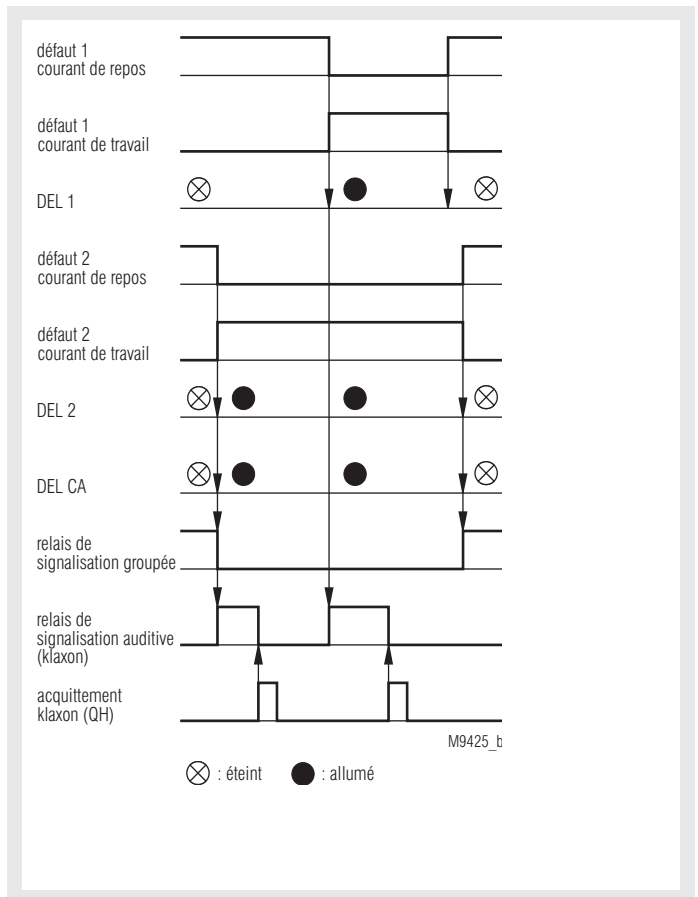 défaut 1
courant de repos
défaut 1
courant de travail
DEL 1
défaut 2
courant de repos
défaut 2
courant de travail
DEL 2
DEL CA
relais de
signalisation groupée
relais de
signalisation auditive
(klaxon)
acquittement
klaxon (QH)
M9425_b
: éteint : allumé